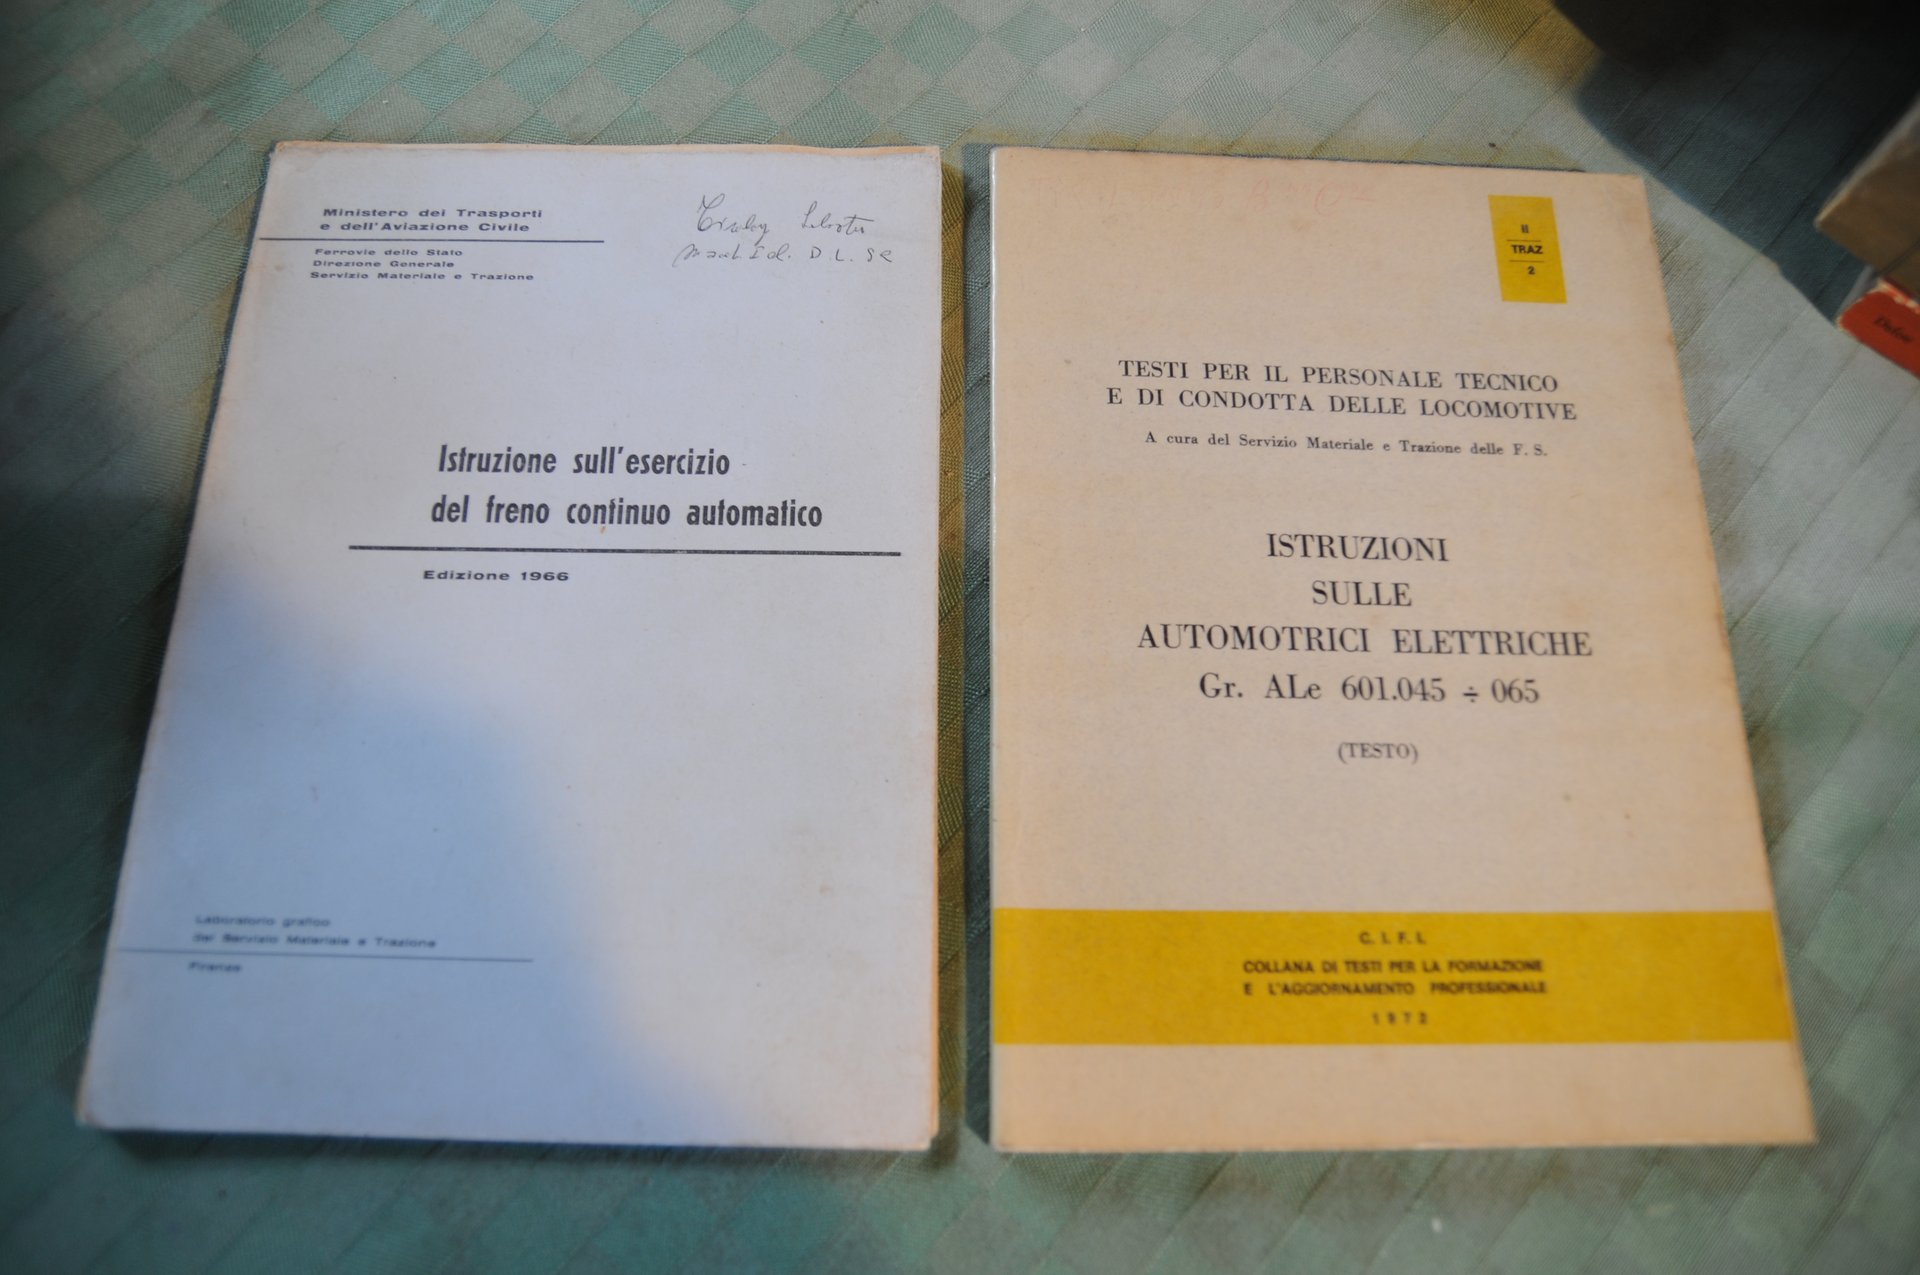 Ministero dei Trasporti
e dell'Aviazione Civile
Ferrovie dello Stato
Direzione Generale
Servizio Materiale e Trazione
D. L. Se
Istruzione sull'esercizio
del freno continuo automatico
Edizione 1966
Laboratorio grafico
del Servizio Materiale e Trazione
Firenze
II
TRAZ
2
TESTI PER IL PERSONALE TECNICO
E DI CONDOTTA DELLE LOCOMOTIVE
A cura del Servizio Materiale e Trazione delle F. S.
ISTRUZIONI
SULLE
AUTOMOTRICI ELETTRICHE
Gr. ALe 601.045 ÷ 065
(TESTO)
C. I. F. I.
COLLANA DI TESTI PER LA FORMAZIONE
E L'AGGIORNAMENTO PROFESSIONALE
1972